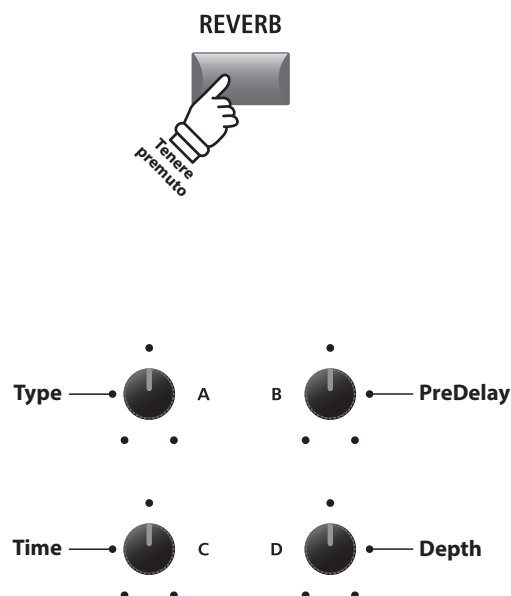 REVERB
Tenere
premuto
Type A B PreDelay
Time C D Depth